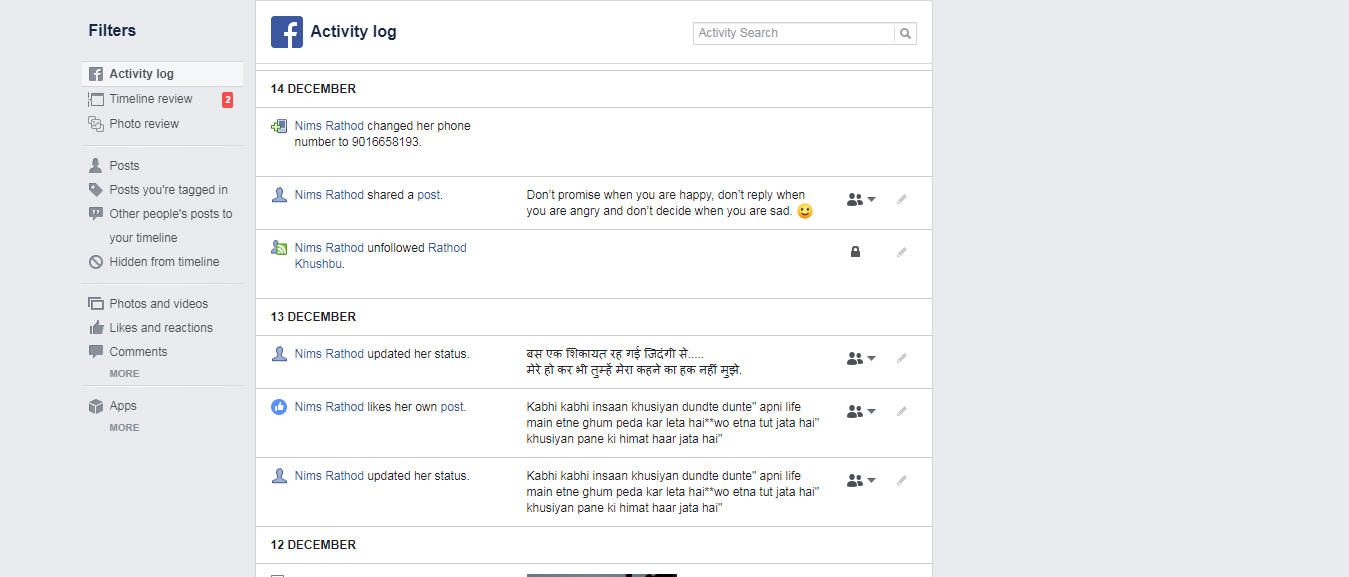 Filters
Activity log
Timeline review 2
Photo review
Posts
Posts you're tagged in
Other people's posts to
your timeline
Hidden from timeline
Photos and videos
Likes and reactions
Comments
MORE
Apps
MORE
Activity log
Activity Search
14 DECEMBER
Nims Rathod changed her phone
number to 9016658193.
Nims Rathod shared a post.
Don't promise when you are happy, don't reply when
you are angry and don't decide when you are sad. 🙂
Nims Rathod unfollowed Rathod
Khushbu.
13 DECEMBER
Nims Rathod updated her status.
बस एक शिकायत रह गई जिदंगी से.....
मेरे हो कर भी तुम्हें मेरा कहने का हक नहीं मुझे.
Nims Rathod likes her own post.
Kabhi kabhi insaan khusiyan dundte dunte" apni life
main etne ghum peda kar leta hai**wo etna tut jata hai"
khusiyan pane ki himat haar jata hai"
Nims Rathod updated her status.
Kabhi kabhi insaan khusiyan dundte dunte" apni life
main etne ghum peda kar leta hai**wo etna tut jata hai"
khusiyan pane ki himat haar jata hai"
12 DECEMBER